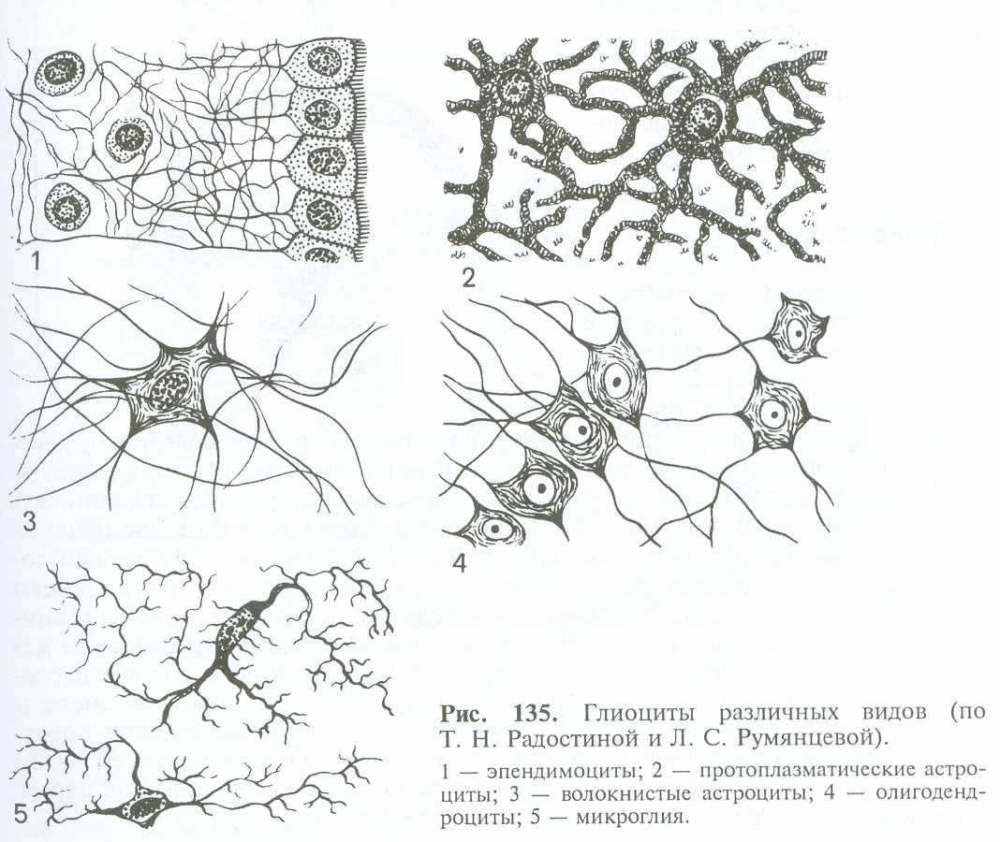 1
2
3
4
5
Рис. 135. Глиоциты различных видов (по
Т. Н. Радостиной и Л. С. Румянцевой).
1 — эпендимоциты; 2 — протоплазматические астро-
циты; 3 — волокнистые астроциты; 4 — олигоденд-
роциты; 5 — микроглия.